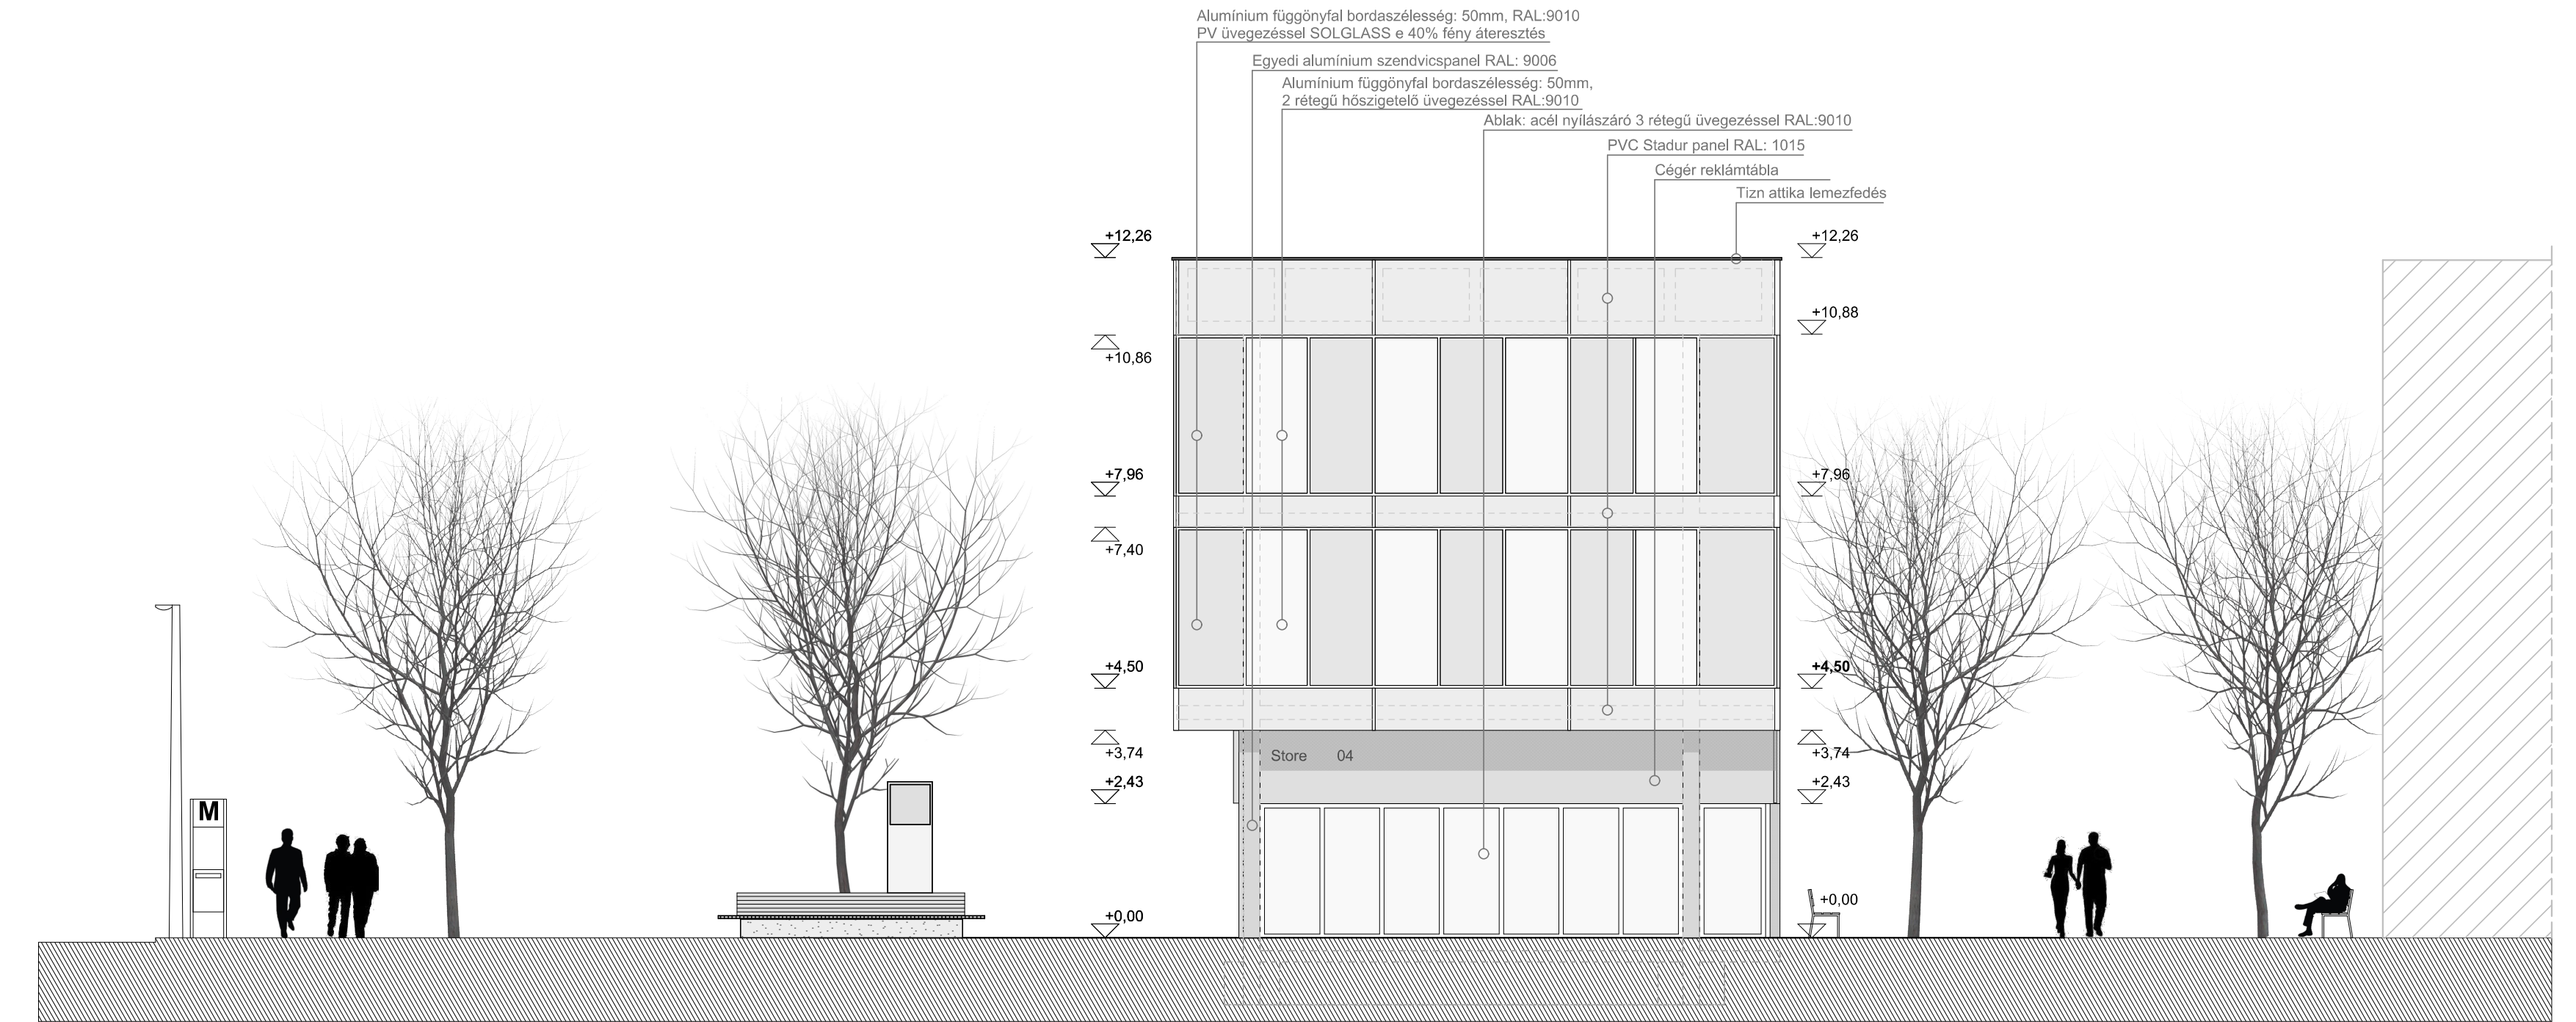 Alumínium függönyfal bordaszélesség: 50mm, RAL:9010
PV üvegezéssel SOLGLASS e 40% fény áteresztés
Egyedi alumínium szendvicspanel RAL: 9006
Alumínium függönyfal bordaszélesség: 50mm,
2 rétegű hőszigetelő üvegezéssel RAL:9010
Ablak: acél nyílászáró 3 rétegű üvegezéssel RAL:9010
PVC Stadur panel RAL: 1015
Cégér reklámtábla
Tizn attika lemezfedés
+12,26
+12,26
+10,88
+10,86
+7,96
+7,96
+7,40
+4,50
+4,50
+3,74
+3,74
Store 04
+2,43
+2,43
M
+0,00
+0,00